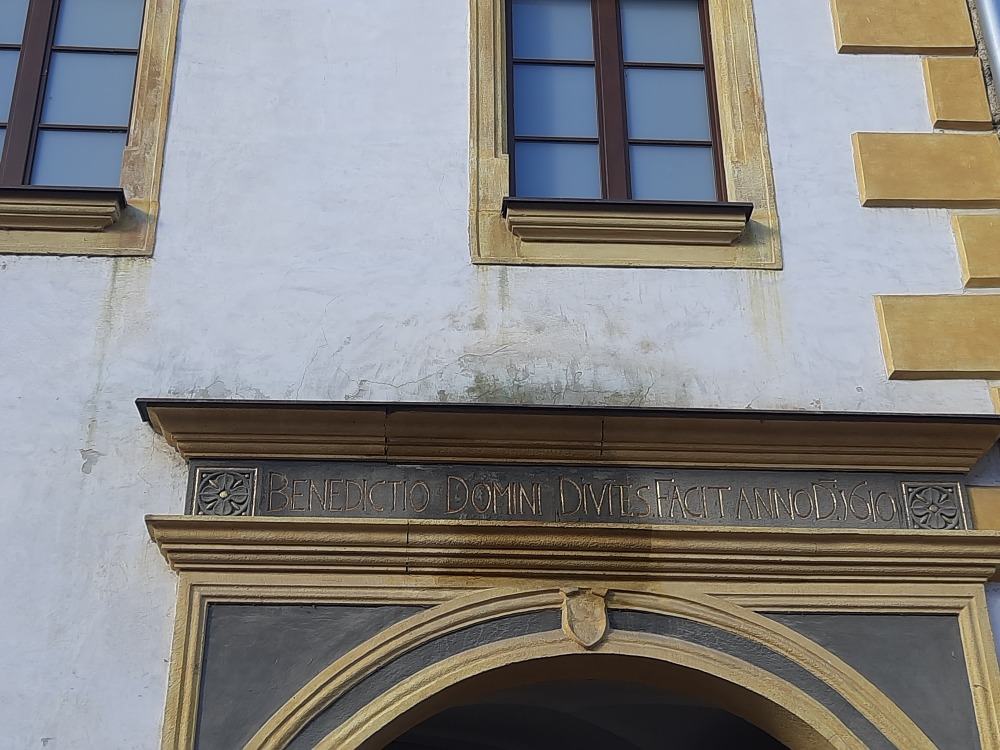 BENEDICTIO DOMINI DIVITES FACIT ANNO D͞. 1610